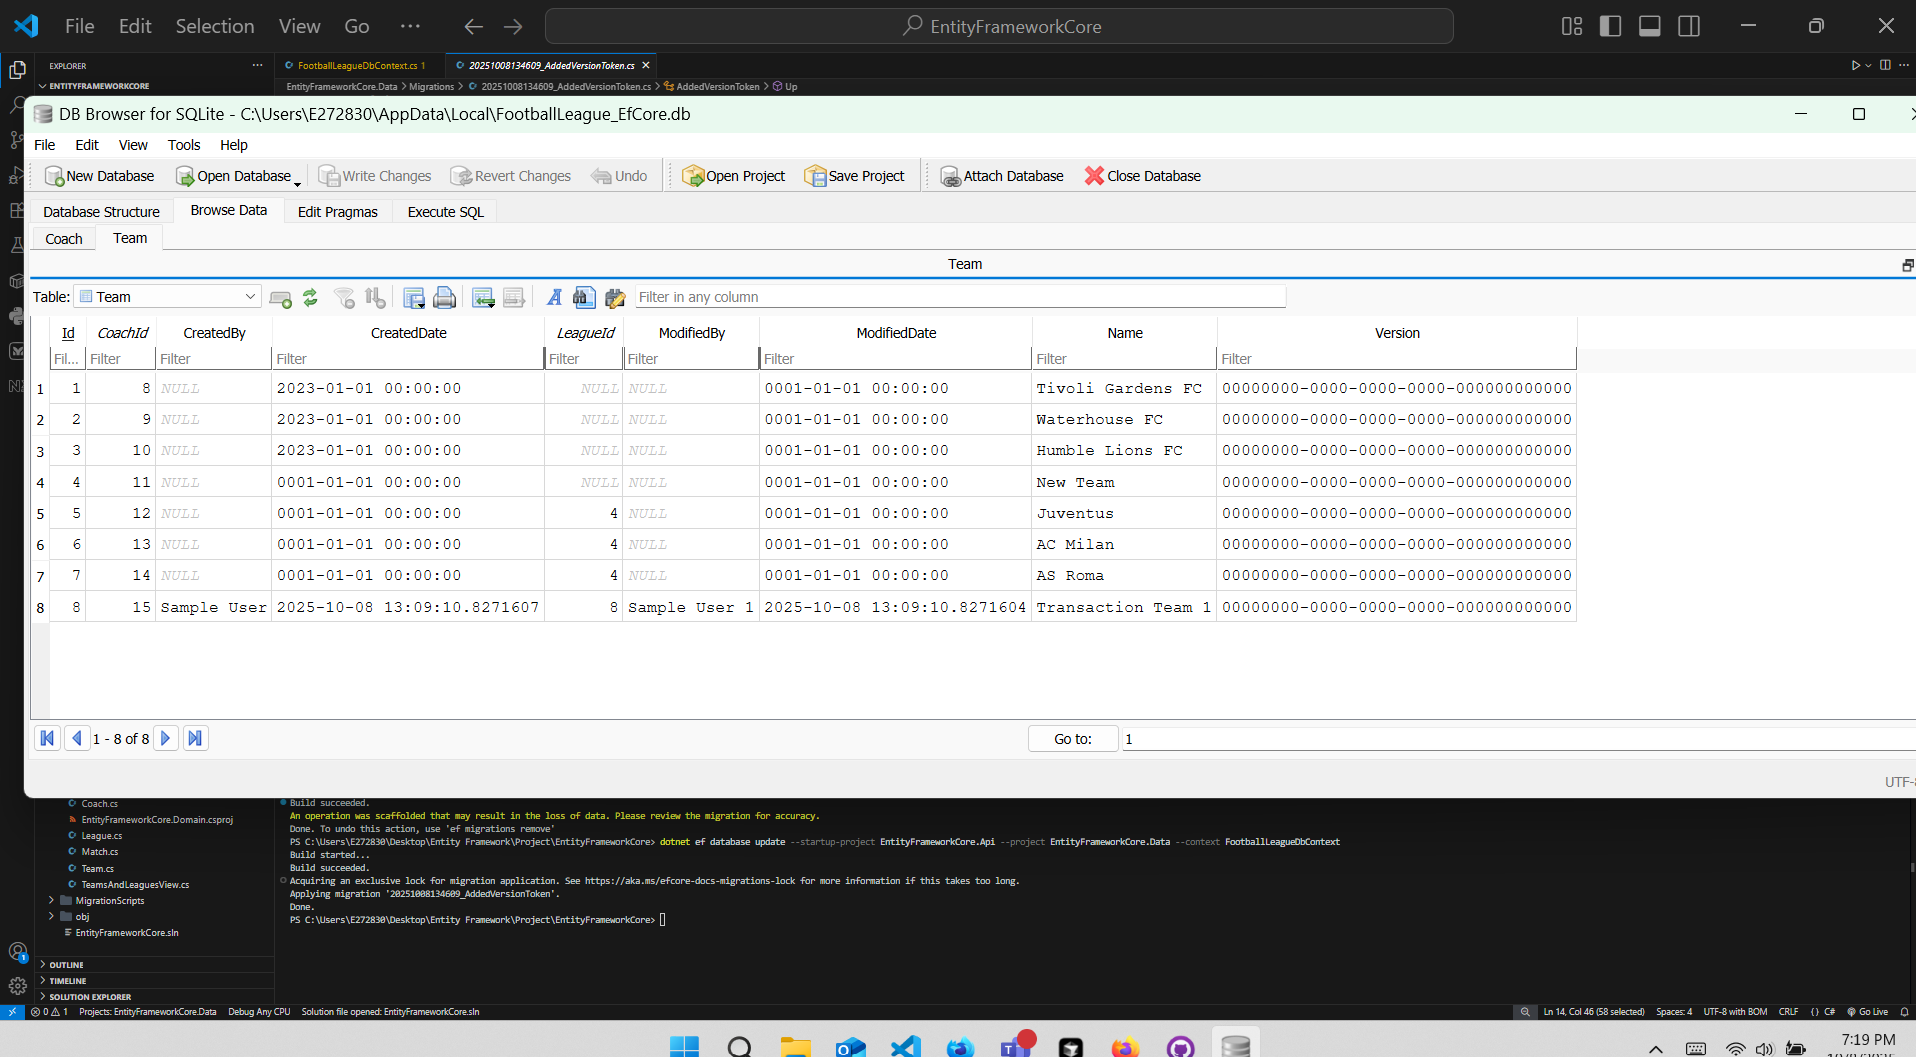 File Edit Selection View Go ··· EntityFrameworkCore
EXPLORER ··· FootballLeagueDbContext.cs 1 20251008134609_AddedVersionToken.cs
ENTITYFRAMEWORKCORE EntityFrameworkCore.Data > Migrations > 20251008134609_AddedVersionToken.cs > AddedVersionToken > Up
DB Browser for SQLite - C:\Users\E272830\AppData\Local\FootballLeague_EfCore.db
File Edit View Tools Help
New Database Open Database Write Changes Revert Changes Undo Open Project Save Project Attach Database Close Database
Database Structure Browse Data Edit Pragmas Execute SQL
Coach Team
Team
Table: Team Filter in any column
Id CoachId CreatedBy CreatedDate LeagueId ModifiedBy ModifiedDate Name Version
Fil... Filter Filter Filter Filter Filter Filter Filter Filter
1 1 8 NULL 2023-01-01 00:00:00 NULL NULL 0001-01-01 00:00:00 Tivoli Gardens FC 00000000-0000-0000-0000-000000000000
2 2 9 NULL 2023-01-01 00:00:00 NULL NULL 0001-01-01 00:00:00 Waterhouse FC 00000000-0000-0000-0000-000000000000
3 3 10 NULL 2023-01-01 00:00:00 NULL NULL 0001-01-01 00:00:00 Humble Lions FC 00000000-0000-0000-0000-000000000000
4 4 11 NULL 0001-01-01 00:00:00 NULL NULL 0001-01-01 00:00:00 New Team 00000000-0000-0000-0000-000000000000
5 5 12 NULL 0001-01-01 00:00:00 4 NULL 0001-01-01 00:00:00 Juventus 00000000-0000-0000-0000-000000000000
6 6 13 NULL 0001-01-01 00:00:00 4 NULL 0001-01-01 00:00:00 AC Milan 00000000-0000-0000-0000-000000000000
7 7 14 NULL 0001-01-01 00:00:00 4 NULL 0001-01-01 00:00:00 AS Roma 00000000-0000-0000-0000-000000000000
8 8 15 Sample User 2025-10-08 13:09:10.8271607 8 Sample User 1 2025-10-08 13:09:10.8271604 Transaction Team 1 00000000-0000-0000-0000-000000000000
1 - 8 of 8 Go to: 1
UTF-8
Coach.cs
EntityFrameworkCore.Domain.csproj
League.cs
Match.cs
Team.cs
TeamsAndLeaguesView.cs
MigrationScripts
obj
EntityFrameworkCore.sln
OUTLINE
TIMELINE
SOLUTION EXPLORER
Build succeeded.
An operation was scaffolded that may result in the loss of data. Please review the migration for accuracy.
Done. To undo this action, use 'ef migrations remove'
PS C:\Users\E272830\Desktop\Entity Framework\Project\EntityFrameworkCore> dotnet ef database update --startup-project EntityFrameworkCore.Api --project EntityFrameworkCore.Data --context FootballLeagueDbContext
Build started...
Build succeeded.
Acquiring an exclusive lock for migration application. See https://aka.ms/efcore-docs-migrations-lock for more information if this takes too long.
Applying migration '20251008134609_AddedVersionToken'.
Done.
PS C:\Users\E272830\Desktop\Entity Framework\Project\EntityFrameworkCore>
0 1 Projects: EntityFrameworkCore.Data Debug Any CPU Solution file opened: EntityFrameworkCore.sln Ln 14, Col 46 (58 selected) Spaces: 4 UTF-8 with BOM CRLF {} C# Go Live
7:19 PM